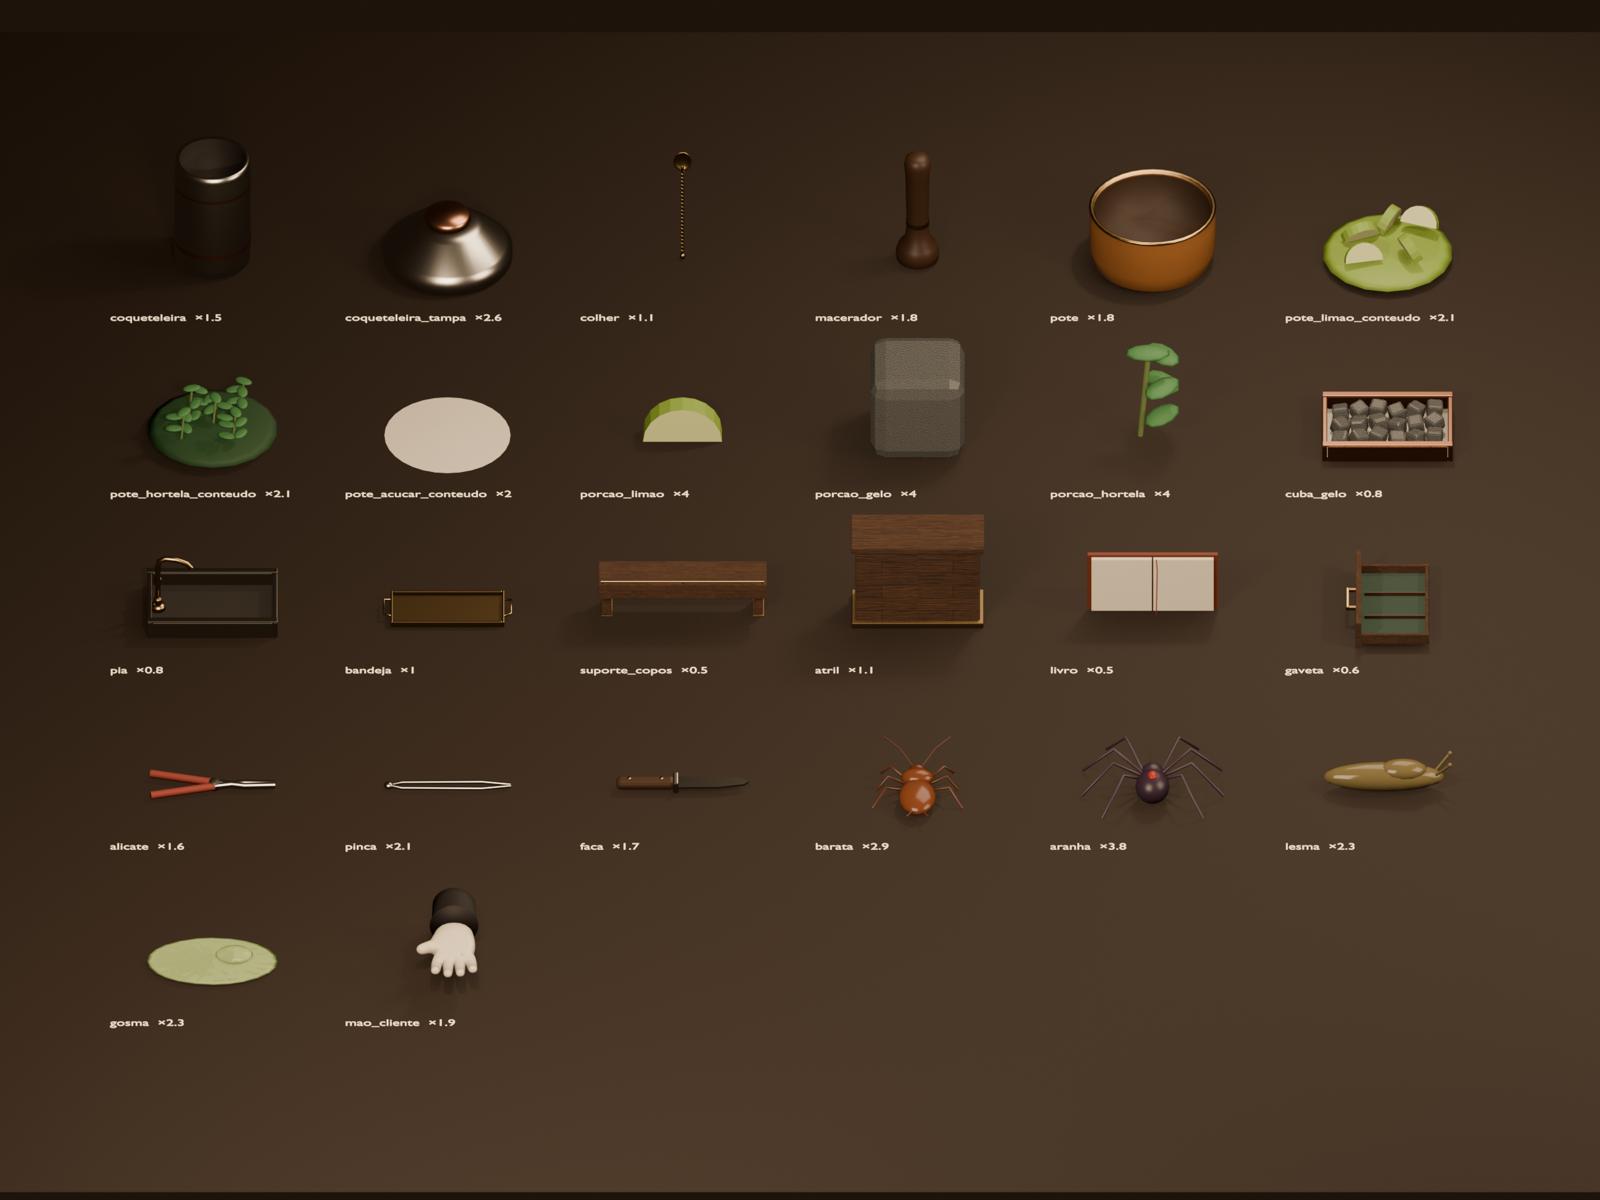 coqueteleira ×1.5
coqueteleira_tampa ×2.6
colher ×1.1
macerador ×1.8
pote ×1.8
pote_limao_conteudo ×2.1
pote_hortela_conteudo ×2.1
pote_acucar_conteudo ×2
porcao_limao ×4
porcao_gelo ×4
porcao_hortela ×4
cuba_gelo ×0.8
pia ×0.8
bandeja ×1
suporte_copos ×0.5
atril ×1.1
livro ×0.5
gaveta ×0.6
alicate ×1.6
pinca ×2.1
faca ×1.7
barata ×2.9
aranha ×3.8
lesma ×2.3
gosma ×2.3
mao_cliente ×1.9